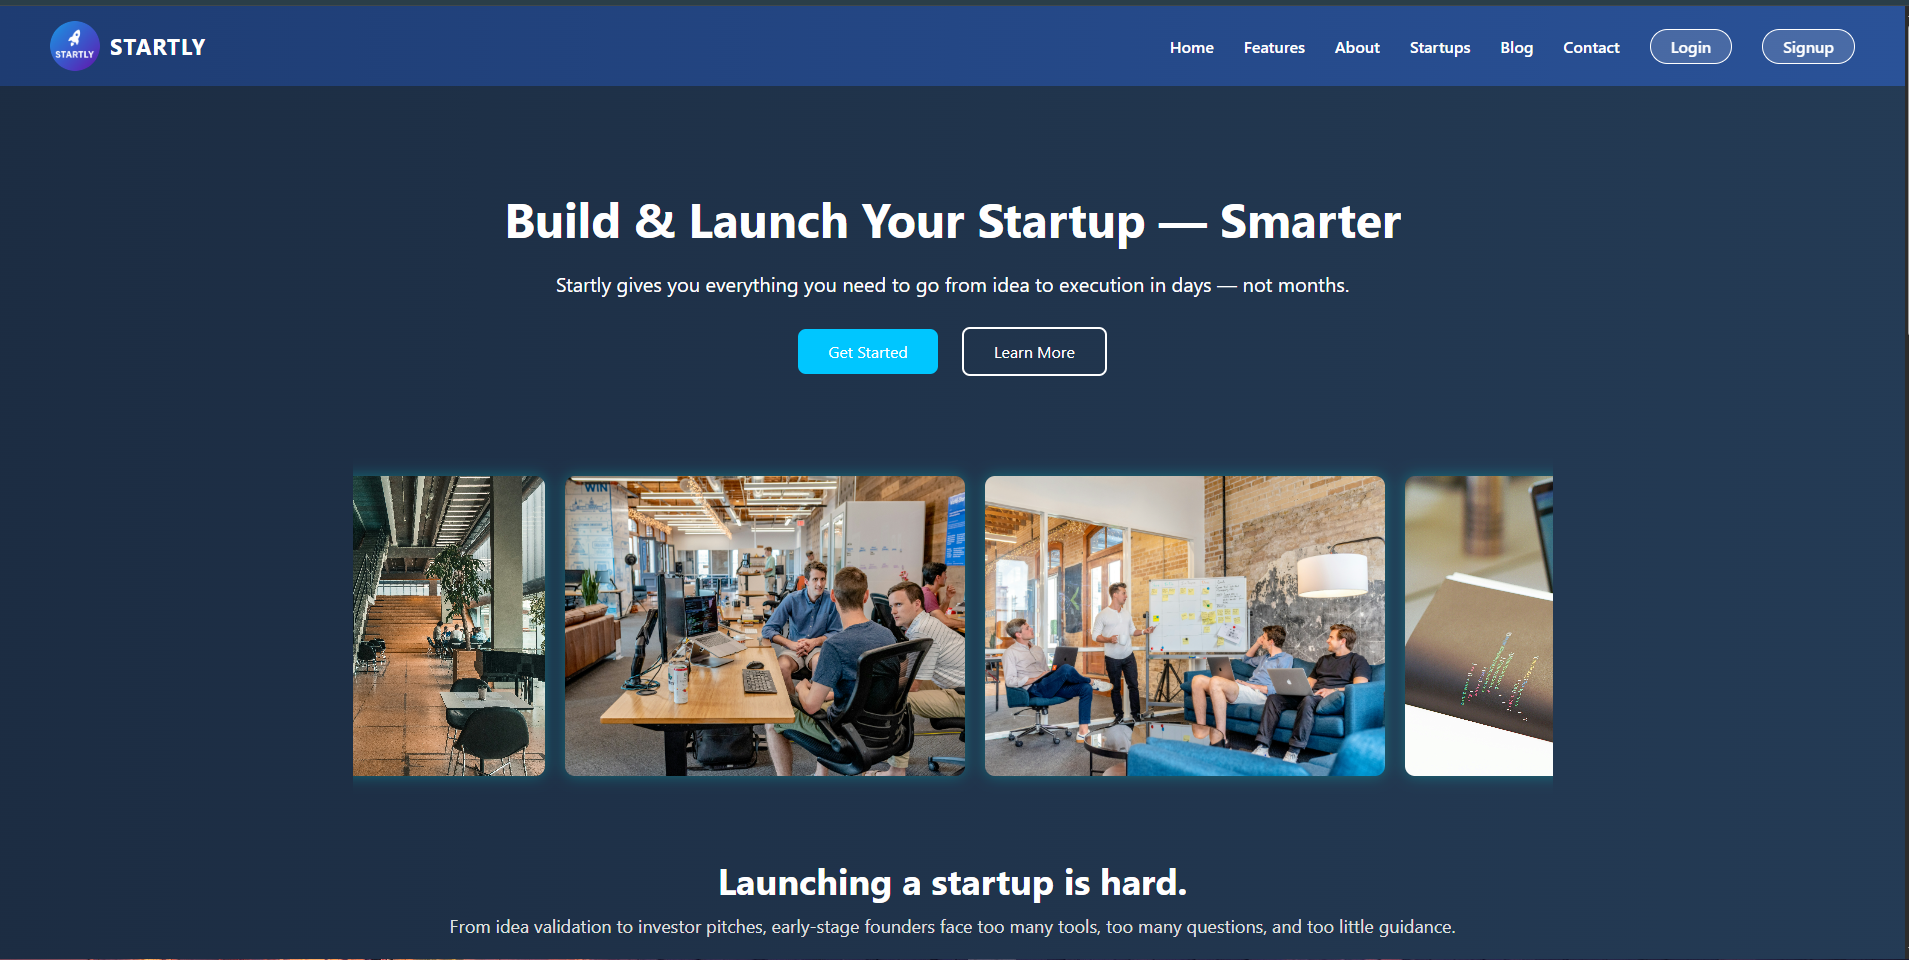 STARTLY
STARTLY
Home Features About Startups Blog Contact Login Signup
Build & Launch Your Startup — Smarter
Startly gives you everything you need to go from idea to execution in days — not months.
Get Started Learn More
WIN
Launching a startup is hard.
From idea validation to investor pitches, early-stage founders face too many tools, too many questions, and too little guidance.